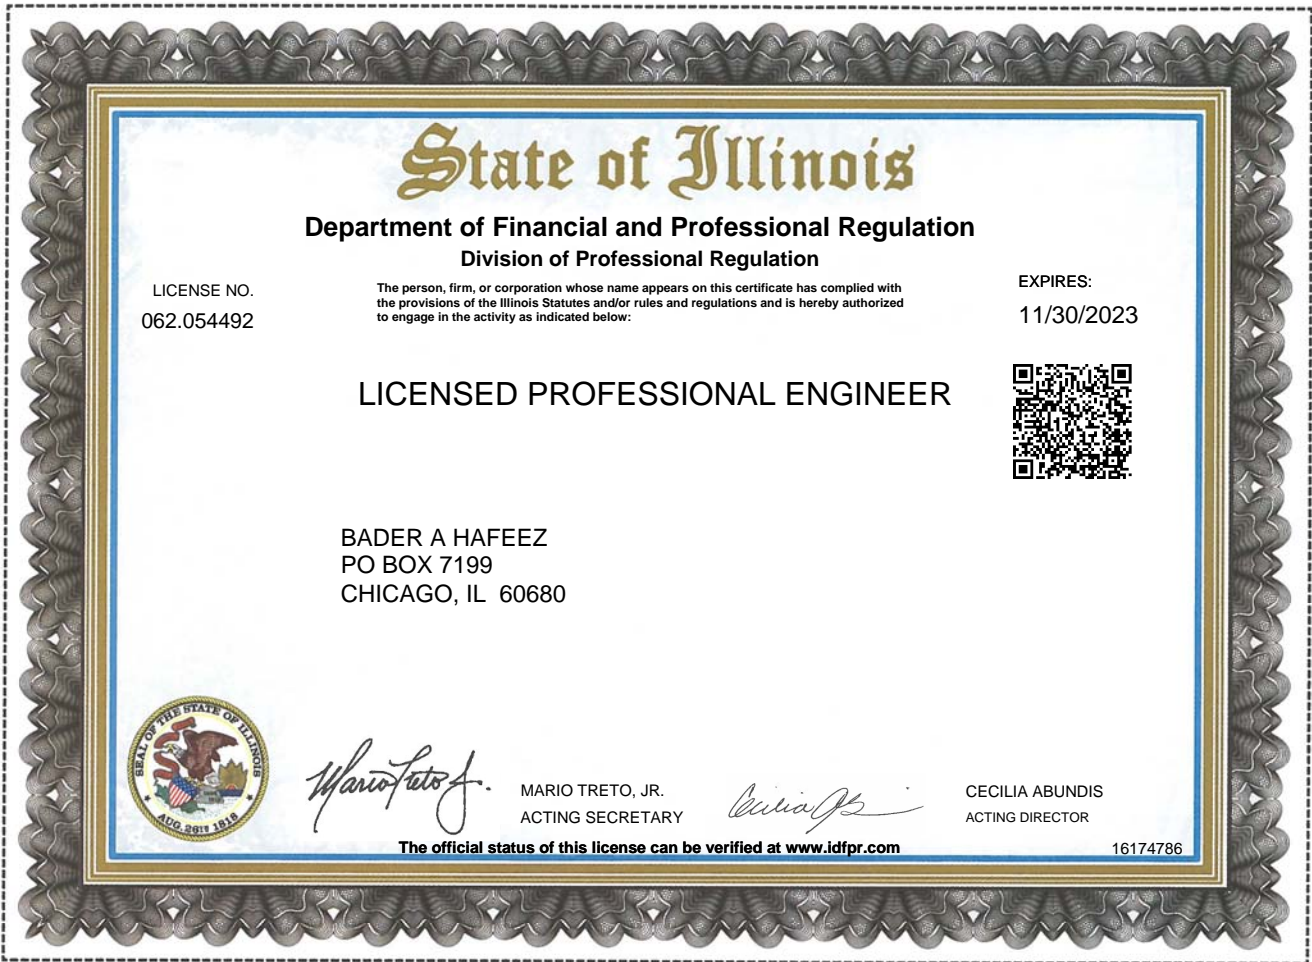 State of Illinois
Department of Financial and Professional Regulation
Division of Professional Regulation
LICENSE NO.
062.054492
The person, firm, or corporation whose name appears on this certificate has complied with
the provisions of the Illinois Statutes and/or rules and regulations and is hereby authorized
to engage in the activity as indicated below:
EXPIRES:
11/30/2023
LICENSED PROFESSIONAL ENGINEER
BADER A HAFEEZ
PO BOX 7199
CHICAGO, IL 60680
SEAL OF THE STATE OF ILLINOIS
AUG. 26TH 1818
Mario Treto Jr.
MARIO TRETO, JR.
ACTING SECRETARY
CECILIA ABUNDIS
ACTING DIRECTOR
The official status of this license can be verified at www.idfpr.com
16174786